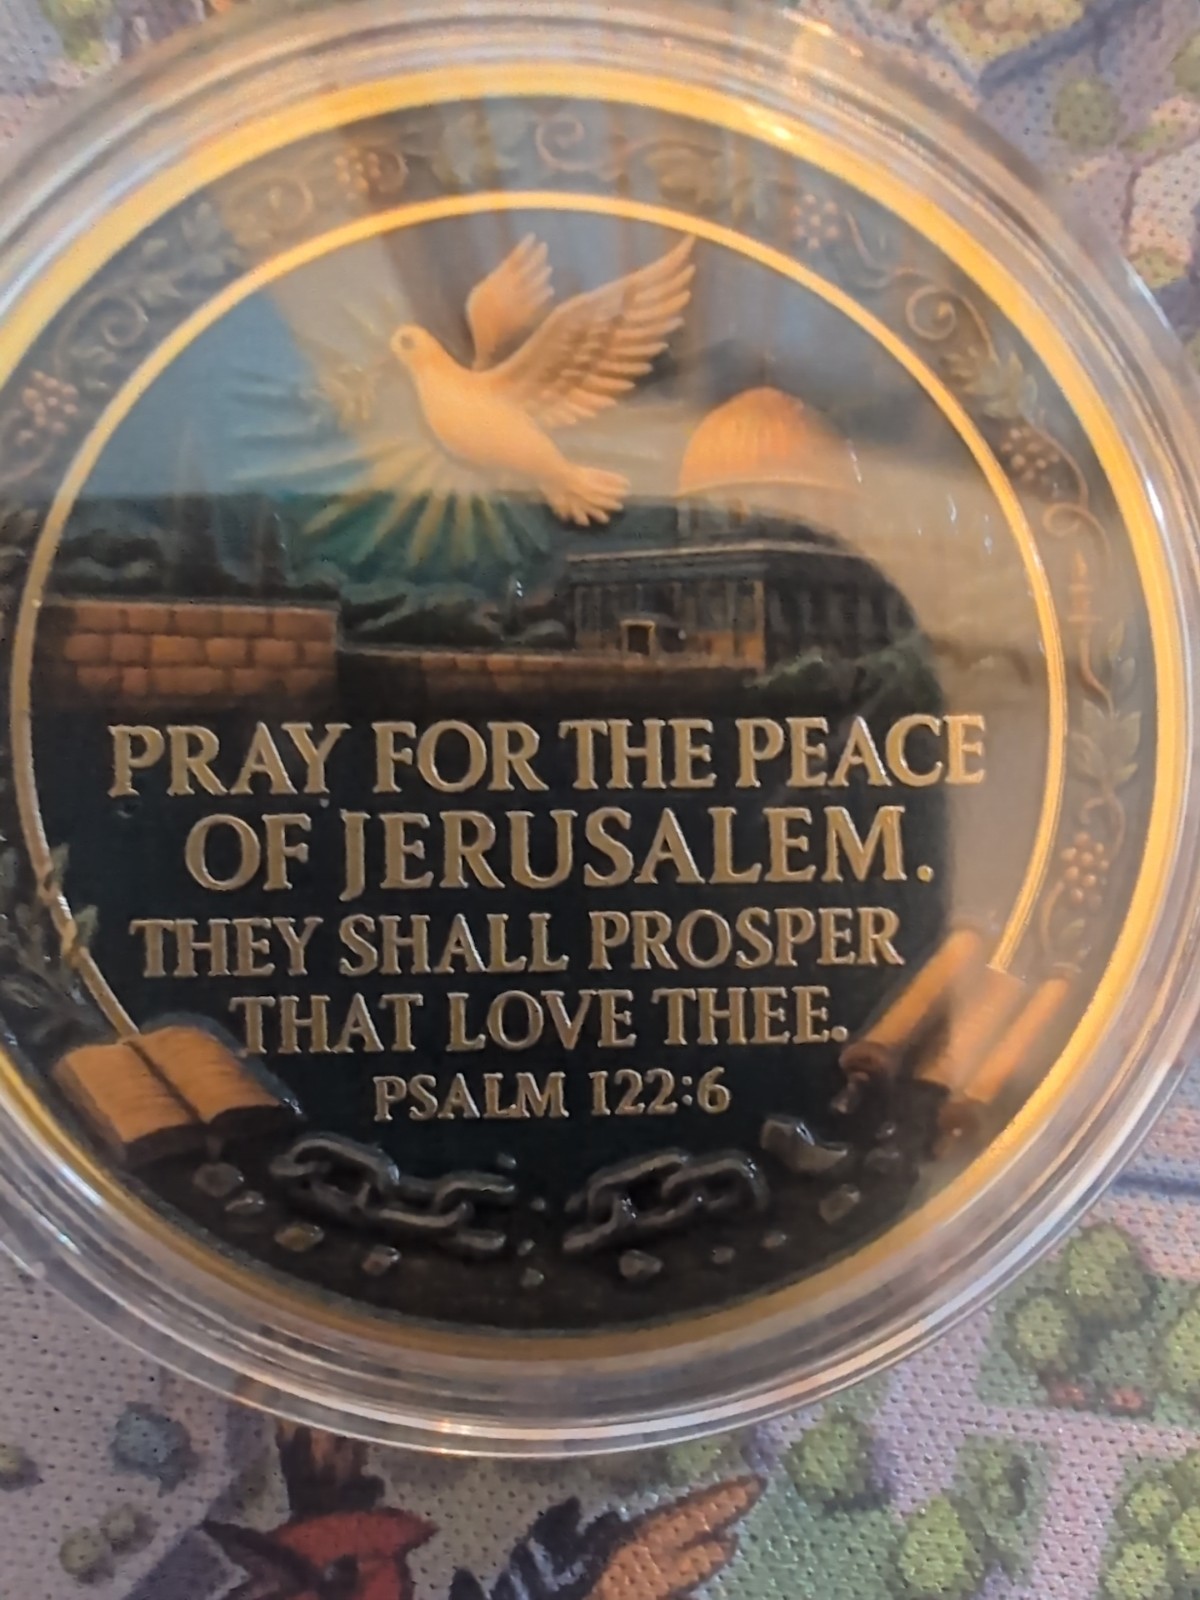 PRAY FOR THE PEACE
OF JERUSALEM.
THEY SHALL PROSPER
THAT LOVE THEE.
PSALM 122:6